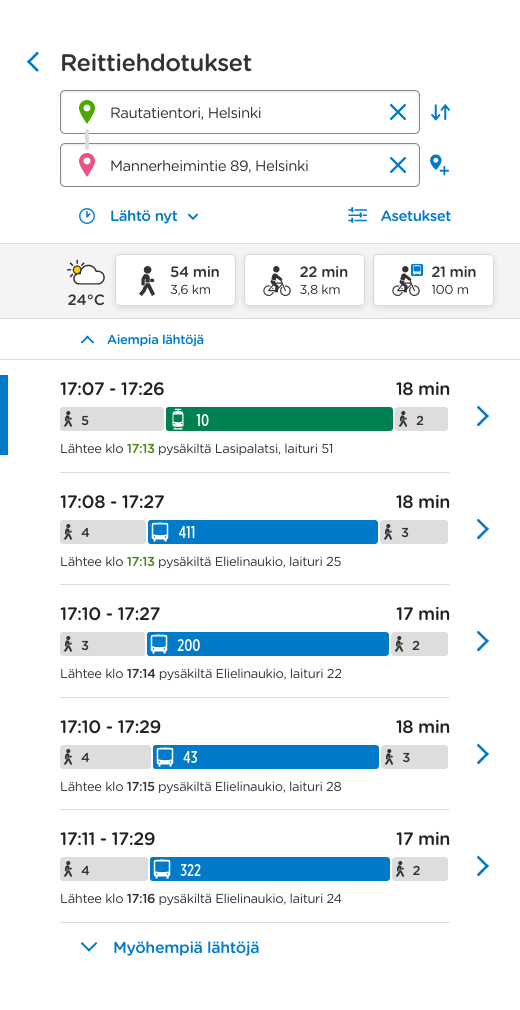 Reittiehdotukset
Rautatientori, Helsinki
Mannerheimintie 89, Helsinki
Lähtö nyt
Asetukset
24°C
54 min
3,6 km
22 min
3,8 km
21 min
100 m
Aiempia lähtöjä
17:07 - 17:26 18 min
5 10 2
Lähtee klo 17:13 pysäkiltä Lasipalatsi, laituri 51
17:08 - 17:27 18 min
4 411 3
Lähtee klo 17:13 pysäkiltä Elielinaukio, laituri 25
17:10 - 17:27 17 min
3 200 2
Lähtee klo 17:14 pysäkiltä Elielinaukio, laituri 22
17:10 - 17:29 18 min
4 43 3
Lähtee klo 17:15 pysäkiltä Elielinaukio, laituri 28
17:11 - 17:29 17 min
4 322 2
Lähtee klo 17:16 pysäkiltä Elielinaukio, laituri 24
Myöhempiä lähtöjä